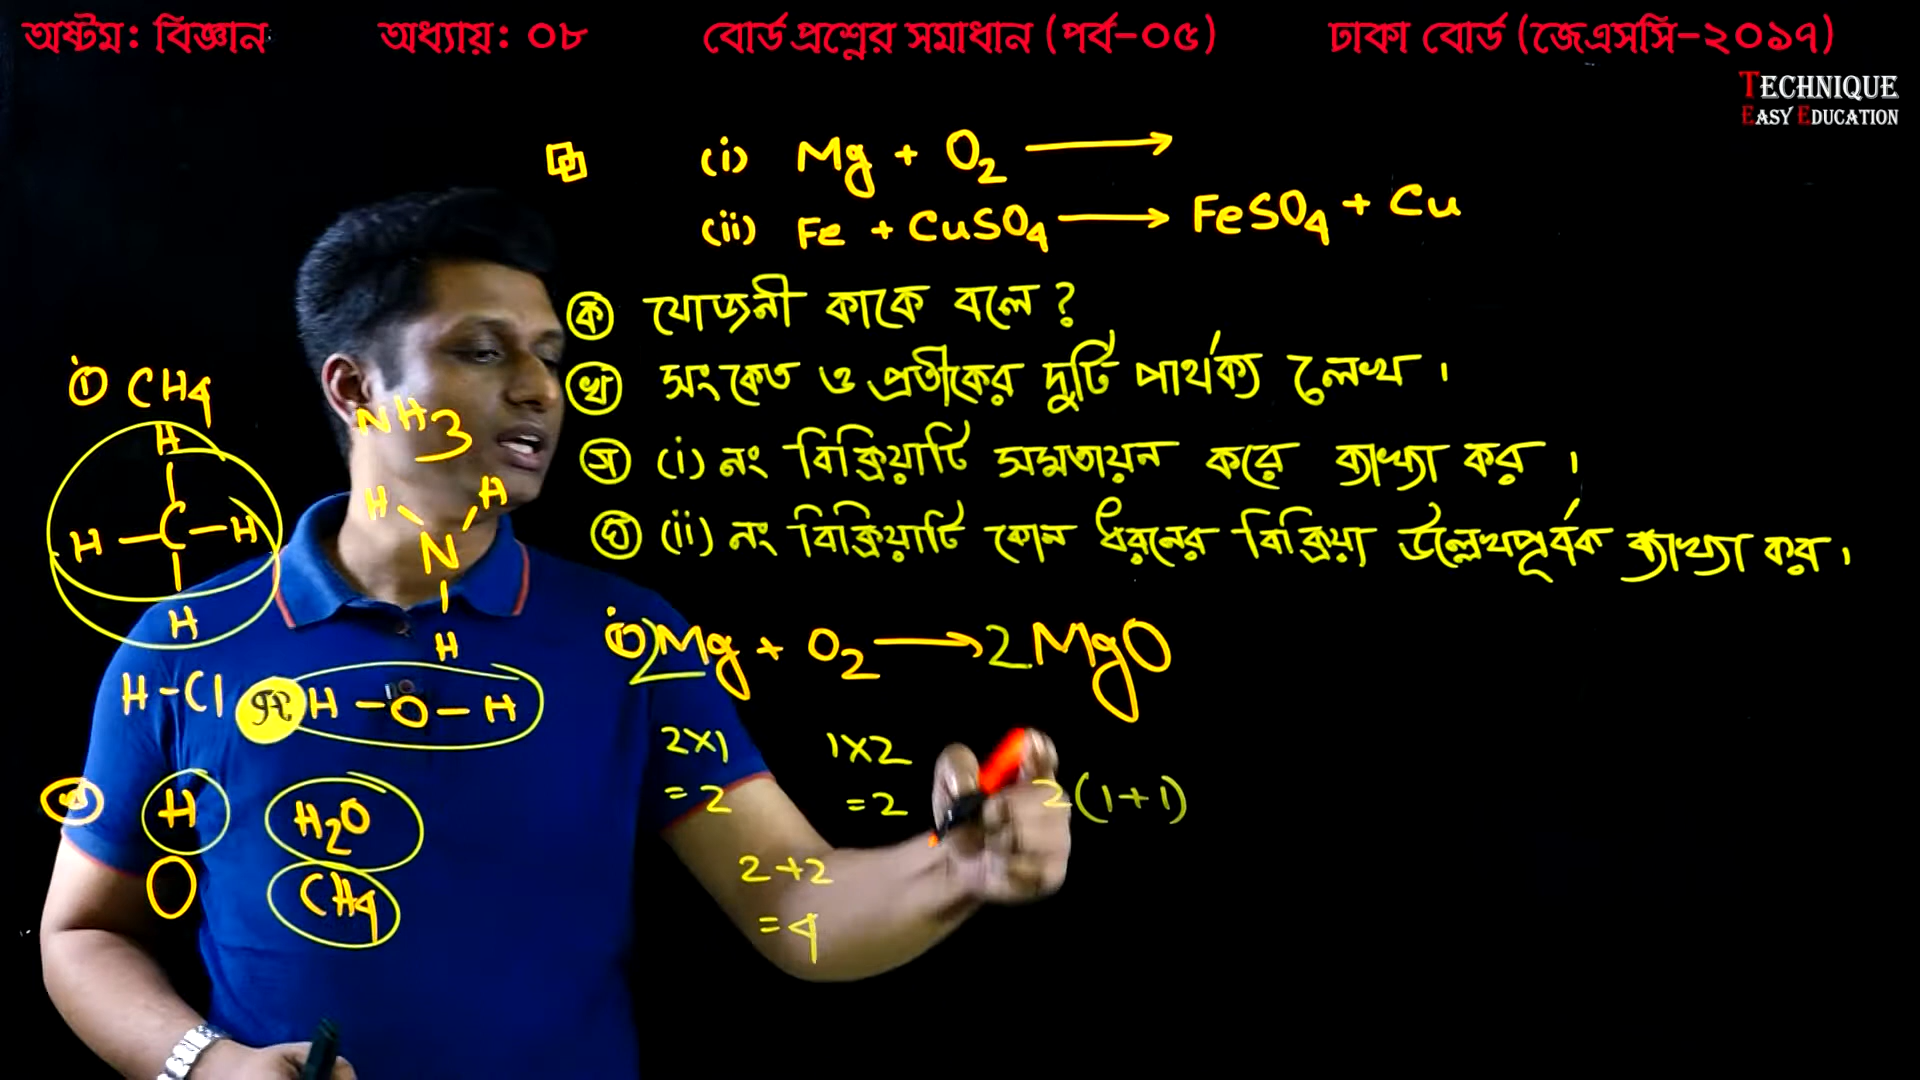 অষ্টম: বিজ্ঞান অধ্যায়: ০৮ বোর্ড প্রশ্নের সমাধান (পর্ব-০৫) ঢাকা বোর্ড (জেএসসি-২০১৭)
TECHNIQUE
EASY EDUCATION
(i) Mg + O₂ ⟶
(ii) Fe + CuSO₄ ⟶ FeSO₄ + Cu
ক যোজনী কাকে বলে ?
খ সংকেত ও প্রতীকের দুটি পার্থক্য লেখ ।
গ (i) নং বিক্রিয়াটি সমতায়ন করে ব্যাখ্যা কর ।
ঘ (ii) নং বিক্রিয়াটি কোন ধরনের বিক্রিয়া উল্লেখপূর্বক ব্যাখ্যা কর ।
i CH₄
H
H - C - H
H
NH₃
H H
N
H
H - Cl
H - O - H
H H₂O
O CH₄
i 2Mg + O₂ ⟶ 2MgO
2×1 1×2
= 2 = 2 2(1+1)
2+2
= 4